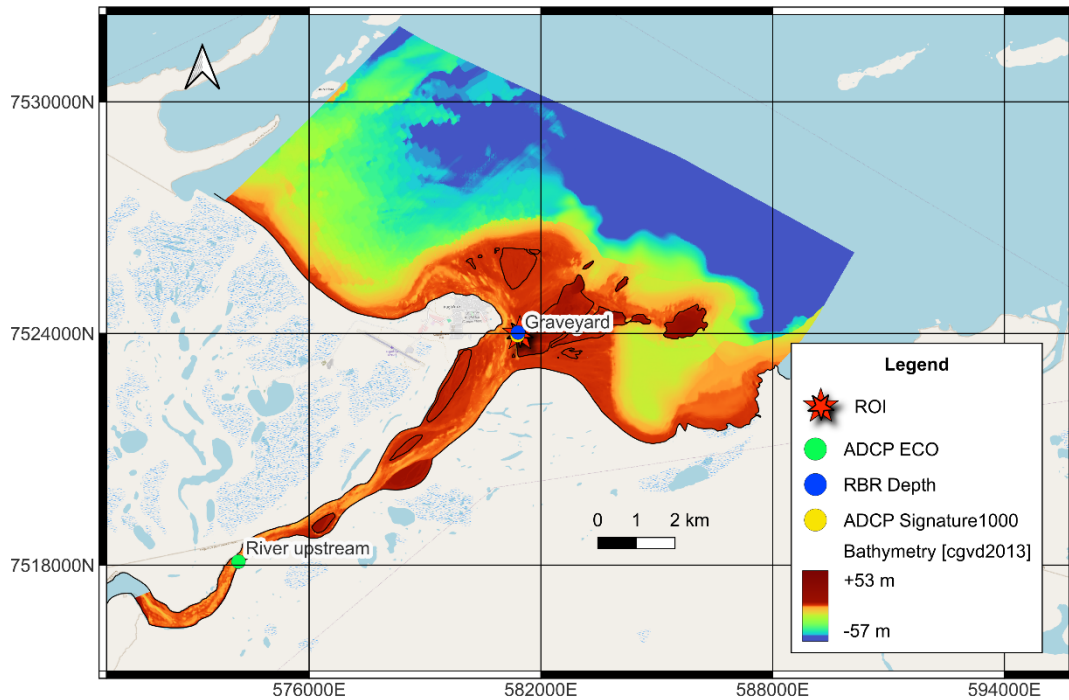 7530000N
7524000N
7518000N
Graveyard
River upstream
0 1 2 km
Legend
ROI
ADCP ECO
RBR Depth
ADCP Signature1000
Bathymetry [cgvd2013]
+53 m
-57 m
576000E 582000E 588000E 594000E